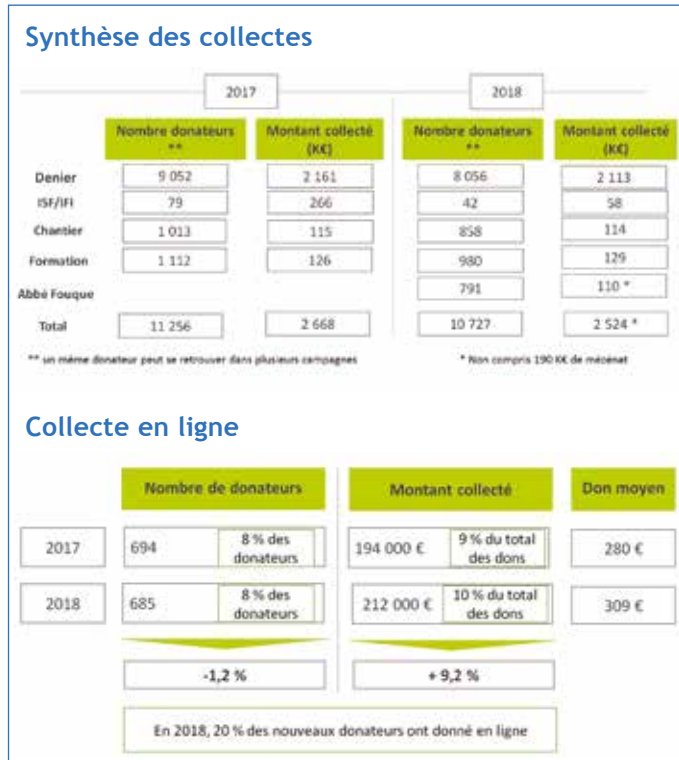 Synthèse des collectes
2017 2018
Nombre donateurs ** Montant collecté (K€) Nombre donateurs ** Montant collecté (K€)
Denier 9 052 2 161 8 056 2 113
ISF/IFI 79 266 42 58
Chantier 1 013 115 858 114
Formation 1 112 126 980 129
Abbé Fouque 791 110 *
Total 11 256 2 668 10 727 2 524 *
** un même donateur peut se retrouver dans plusieurs campagnes * Non compris 190 K€ de mécénat
Collecte en ligne
Nombre de donateurs Montant collecté Don moyen
2017 694 8 % des donateurs 194 000 € 9 % du total des dons 280 €
2018 685 8 % des donateurs 212 000 € 10 % du total des dons 309 €
-1,2 % + 9,2 %
En 2018, 20 % des nouveaux donateurs ont donné en ligne